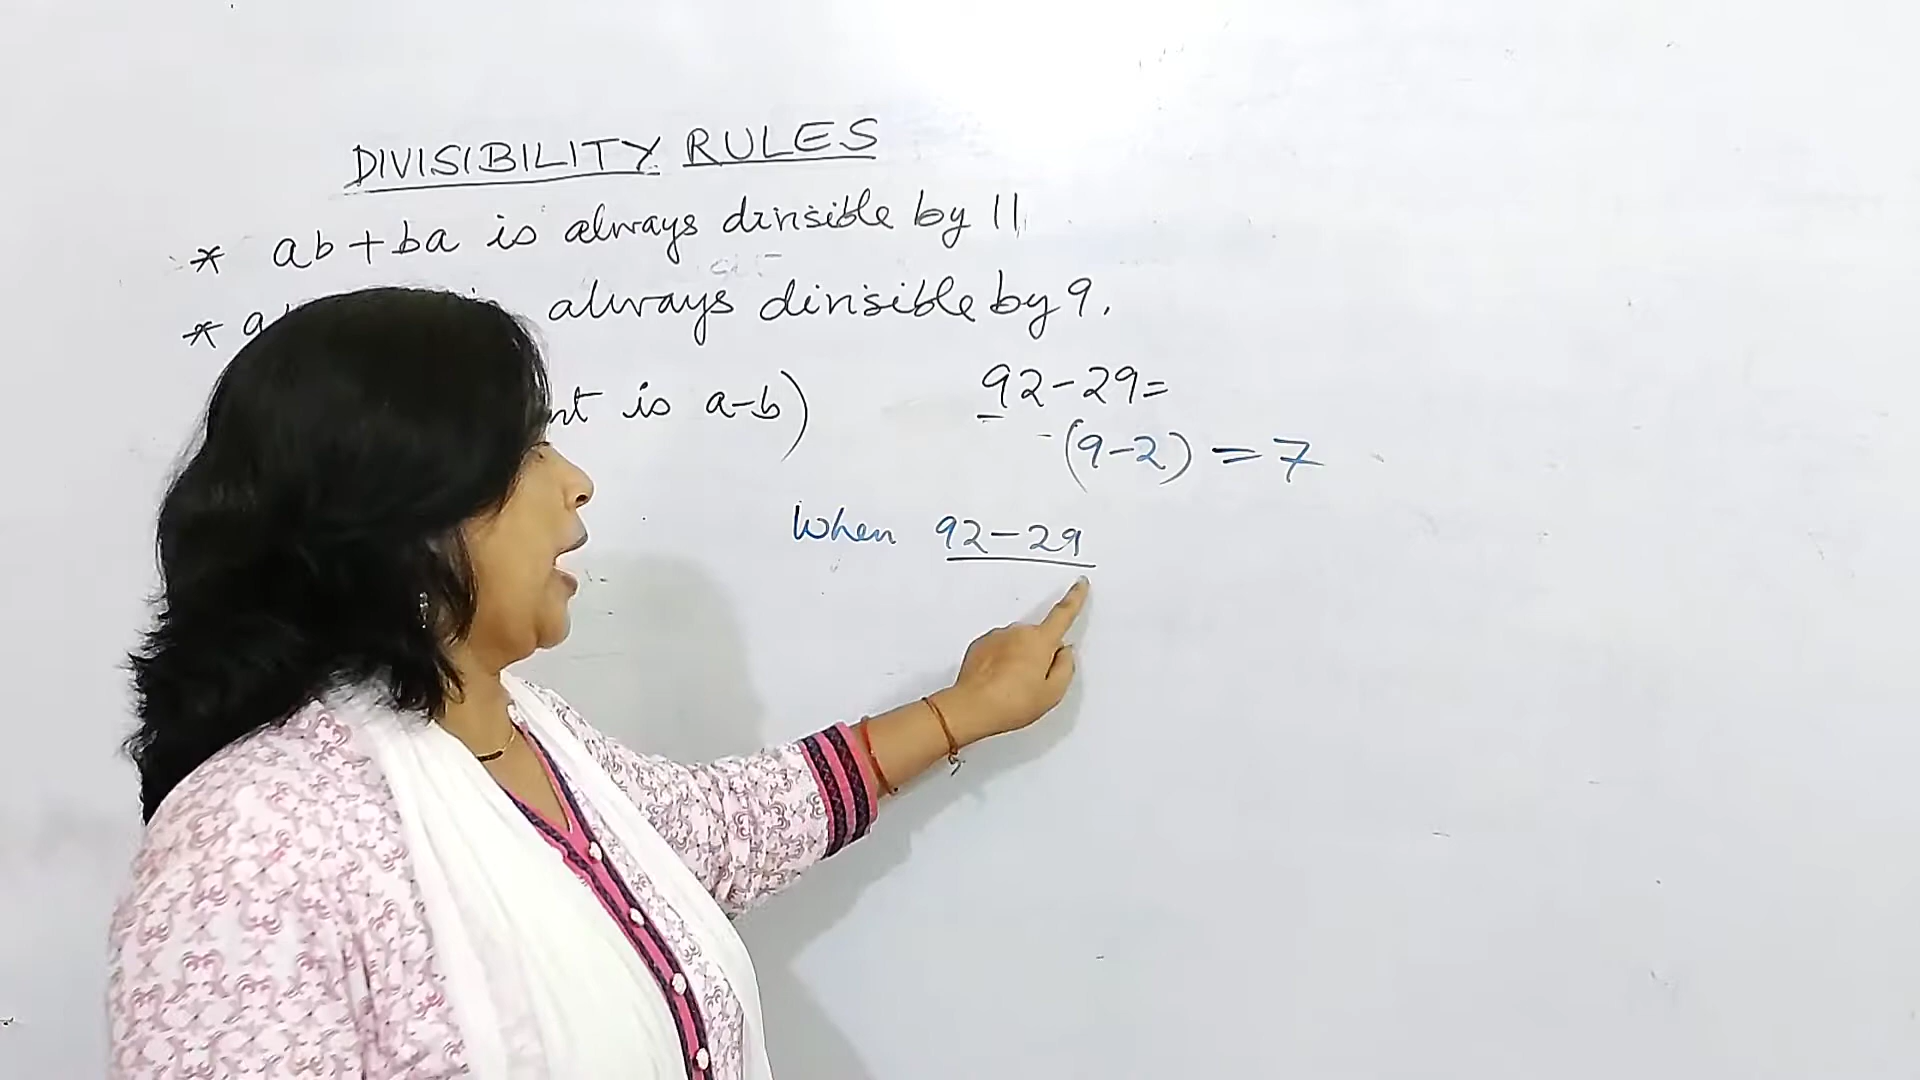 DIVISIBILITY RULES
* ab+ba is always divisible by 11
* a always divisible by 9.
is a-b)
92-29=
(9-2) = 7
When 92-29